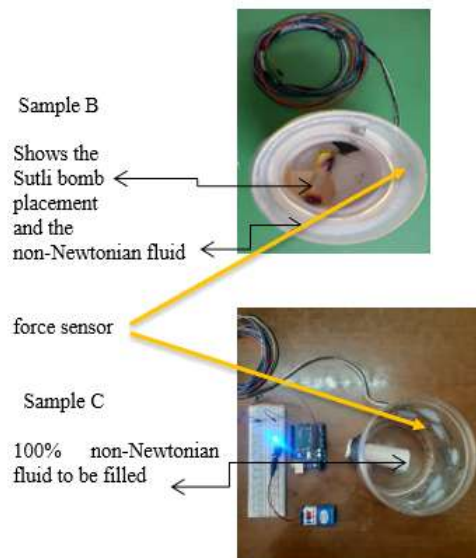 Sample B
Shows the
Sutli bomb
placement
and the
non-Newtonian fluid
force sensor
Sample C
100% non-Newtonian
fluid to be filled